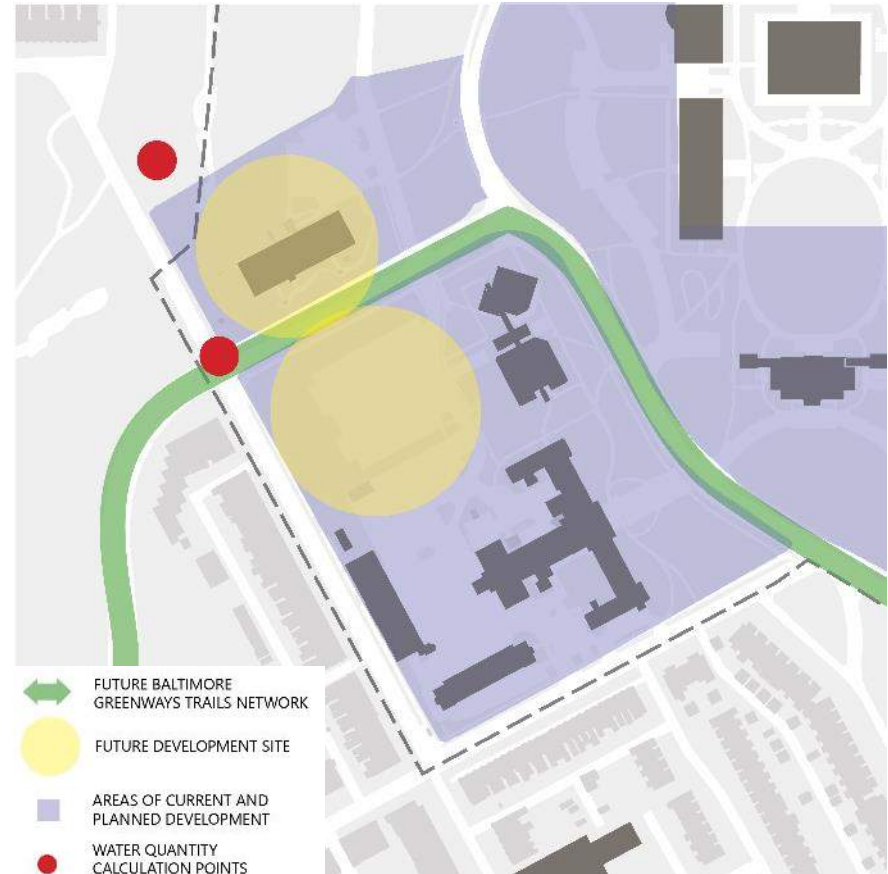 FUTURE BALTIMORE
GREENWAYS TRAILS NETWORK
FUTURE DEVELOPMENT SITE
AREAS OF CURRENT AND
PLANNED DEVELOPMENT
WATER QUANTITY
CALCULATION POINTS